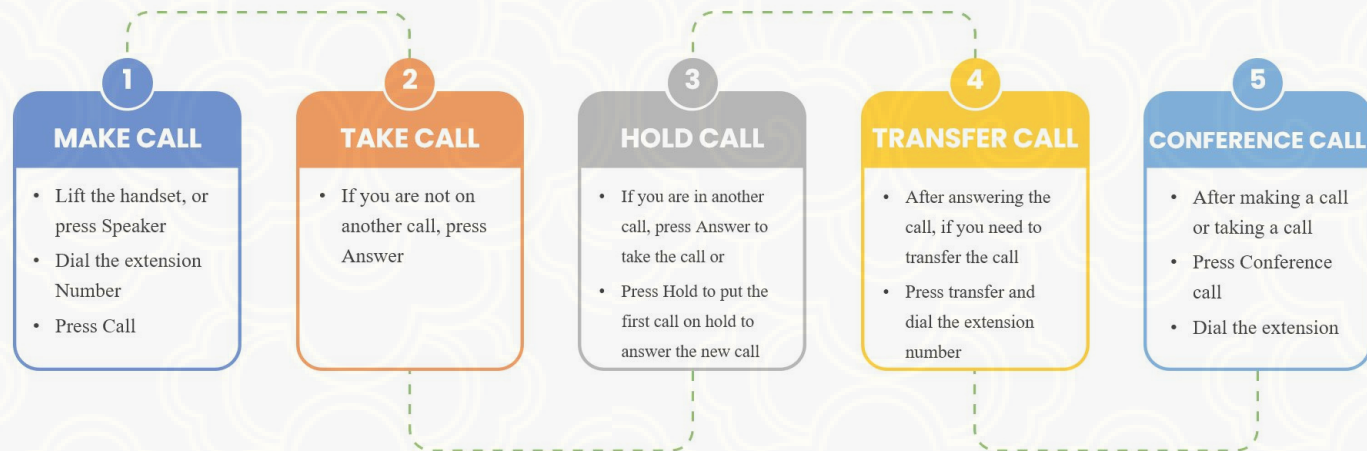 1
MAKE CALL
• Lift the handset, or
press Speaker
• Dial the extension
Number
• Press Call
2
TAKE CALL
• If you are not on
another call, press
Answer
3
HOLD CALL
• If you are in another
call, press Answer to
take the call or
• Press Hold to put the
first call on hold to
answer the new call
4
TRANSFER CALL
• After answering the
call, if you need to
transfer the call
• Press transfer and
dial the extension
number
5
CONFERENCE CALL
• After making a call
or taking a call
• Press Conference
call
• Dial the extension